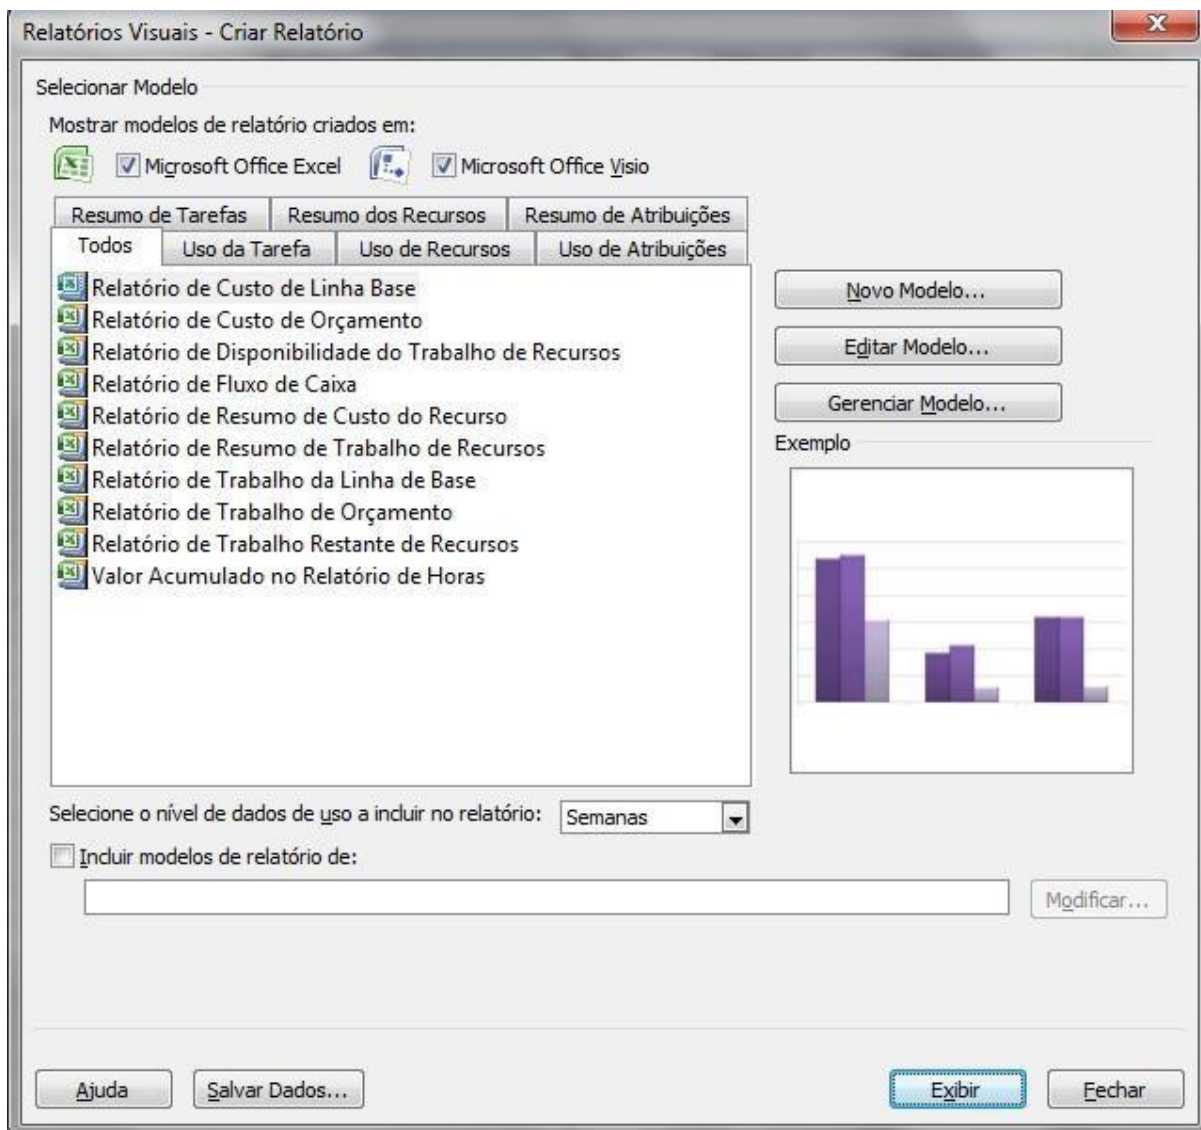 Relatórios Visuais - Criar Relatório
Selecionar Modelo
Mostrar modelos de relatório criados em:
Microsoft Office Excel
Microsoft Office Visio
Resumo de Tarefas
Resumo dos Recursos
Resumo de Atribuições
Todos
Uso da Tarefa
Uso de Recursos
Uso de Atribuições
Relatório de Custo de Linha Base
Relatório de Custo de Orçamento
Relatório de Disponibilidade do Trabalho de Recursos
Relatório de Fluxo de Caixa
Relatório de Resumo de Custo do Recurso
Relatório de Resumo de Trabalho de Recursos
Relatório de Trabalho da Linha de Base
Relatório de Trabalho de Orçamento
Relatório de Trabalho Restante de Recursos
Valor Acumulado no Relatório de Horas
Novo Modelo...
Editar Modelo...
Gerenciar Modelo...
Exemplo
Selecione o nível de dados de uso a incluir no relatório:
Semanas
Incluir modelos de relatório de:
Modificar...
Ajuda
Salvar Dados...
Exibir
Fechar